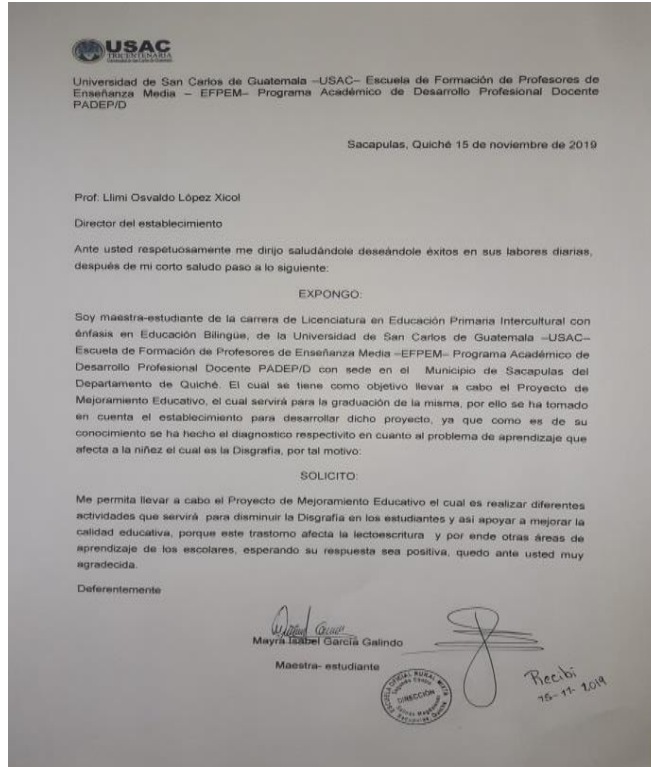 USAC
TRICENTENARIA
Universidad de San Carlos de Guatemala
Universidad de San Carlos de Guatemala –USAC– Escuela de Formación de Profesores de
Enseñanza Media – EFPEM– Programa Académico de Desarrollo Profesional Docente
PADEP/D
Sacapulas, Quiché 15 de noviembre de 2019
Prof: Llimi Osvaldo López Xicol
Director del establecimiento
Ante usted respetuosamente me dirijo saludándole deseándole éxitos en sus labores diarias,
después de mi corto saludo paso a lo siguiente:
EXPONGO:
Soy maestra-estudiante de la carrera de Licenciatura en Educación Primaria Intercultural con
énfasis en Educación Bilingüe, de la Universidad de San Carlos de Guatemala –USAC–
Escuela de Formación de Profesores de Enseñanza Media –EFPEM– Programa Académico de
Desarrollo Profesional Docente PADEP/D con sede en el Municipio de Sacapulas del
Departamento de Quiché. El cual se tiene como objetivo llevar a cabo el Proyecto de
Mejoramiento Educativo, el cual servirá para la graduación de la misma, por ello se ha tomado
en cuenta el establecimiento para desarrollar dicho proyecto, ya que como es de su
conocimiento se ha hecho el diagnostico respectivito en cuanto al problema de aprendizaje que
afecta a la niñez el cual es la Disgrafía, por tal motivo:
SOLICITO:
Me permita llevar a cabo el Proyecto de Mejoramiento Educativo el cual es realizar diferentes
actividades que servirá para disminuir la Disgrafía en los estudiantes y así apoyar a mejorar la
calidad educativa, porque este trastorno afecta la lectoescritura y por ende otras áreas de
aprendizaje de los escolares, esperando su respuesta sea positiva, quedo ante usted muy
agradecida.
Deferentemente
Mayra Isabel García Galindo
Maestra- estudiante
ESCUELA OFICIAL RURAL MIXTA
DIRECCIÓN
Sacapulas, Quiché
Recibi
15-11-2019